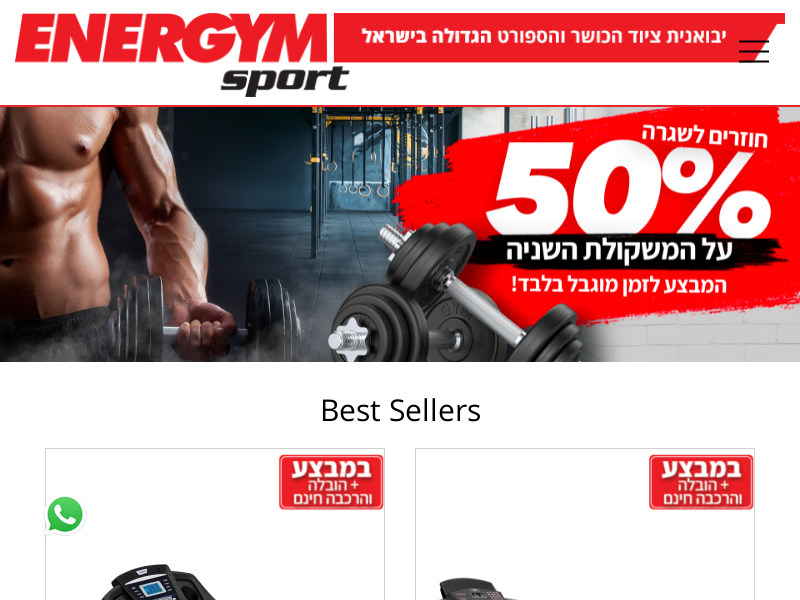 ENERGYM
sport
יבואנית ציוד הכושר והספורט הגדולה בישראל
חוזרים לשגרה
50%
על המשקולת השניה
המבצע לזמן מוגבל בלבד!
Best Sellers
במבצע
+ הובלה
והרכבה חינם
במבצע
+ הובלה
והרכבה חינם